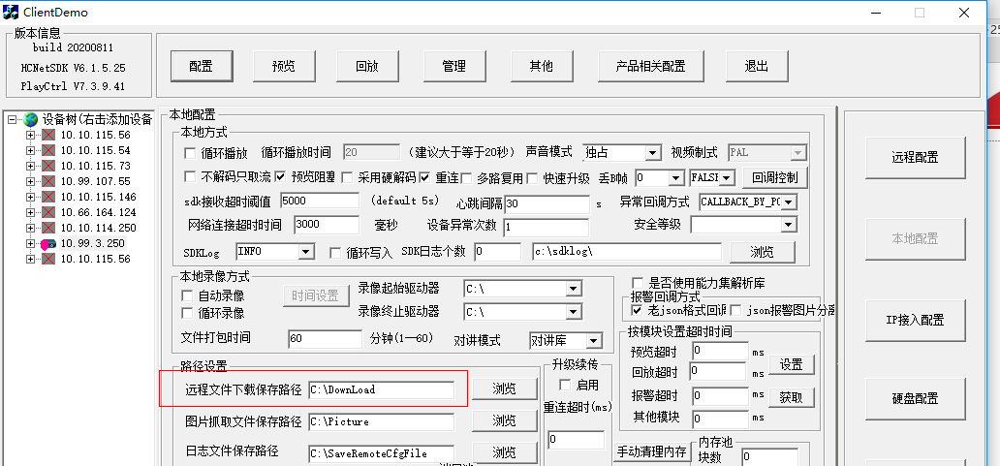 ClientDemo
版本信息
build 20200811
HCNetSDK V6.1.5.25
PlayCtrl V7.3.9.41
配置 预览 回放 管理 其他 产品相关配置 退出
设备树(右击添加设备
10.10.115.56
10.10.115.54
10.10.115.73
10.99.107.55
10.10.115.146
10.66.164.124
10.10.114.250
10.99.3.250
10.10.115.56
本地配置
本地方式
循环播放 循环播放时间 20 (建议大于等于20秒) 声音模式 独占 视频制式 PAL
不解码只取流 预览阻塞 采用硬解码 重连 多路复用 快速升级 丢B帧 0 FALSE 回调控制
sdk接收超时阈值 5000 (default 5s) 心跳间隔 30 s 异常回调方式 CALLBACK_BY_PO
网络连接超时时间 3000 毫秒 设备异常次数 1 安全等级
SDKLog INFO 循环写入 SDK日志个数 0 c:\sdklog\ 浏览
本地录像方式
自动录像 时间设置 录像起始驱动器 C:\
循环录像 录像终止驱动器 C:\
文件打包时间 60 分钟(1—60) 对讲模式 对讲库
是否使用能力集解析库
报警回调方式
老json格式回调 json报警图片分离
按模块设置超时时间
预览超时 0 ms
回放超时 0 ms 设置
报警超时 0 ms 获取
其他模块 0 ms
路径设置
远程文件下载保存路径 C:\DownLoad 浏览
图片抓取文件保存路径 C:\Picture 浏览
日志文件保存路径 C:\SaveRemoteCfgFile 浏览
升级续传
启用
重连超时(ms)
0
手动清理内存
内存池
块数 0
远程配置
本地配置
IP接入配置
硬盘配置